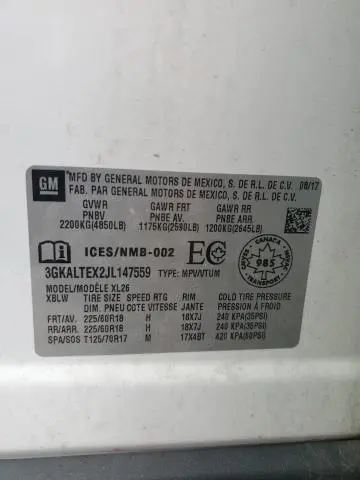 GM
MFD BY GENERAL MOTORS DE MEXICO, S. DE R.L. DE C.V. 08/17
FAB. PAR GENERAL MOTORS DE MEXICO, S. DE R.L. DE C.V.
GVWR GAWR FRT GAWR RR
PNBV PNBE AV PNBE ARR
2200KG(4850LB) 1175KG(2590LB) 1200KG(2645LB)
ICES/NMB-002 EC
CANADA
985
TRANSPORT
3GKALTEX2JL147559 TYPE: MPV/VTUM
MODEL/MODÈLE XL26
XBLW TIRE SIZE SPEED RTG RIM COLD TIRE PRESSURE
DIM. PNEU COTE VITESSE JANTE PRESSION À FROID
FRT/AV. 225/60R18 H 18X7J 240 KPA(35PSI)
RR/ARR. 225/60R18 H 18X7J 240 KPA(35PSI)
SPA/SOS T125/70R17 M 17X4BT 420 KPA(60PSI)